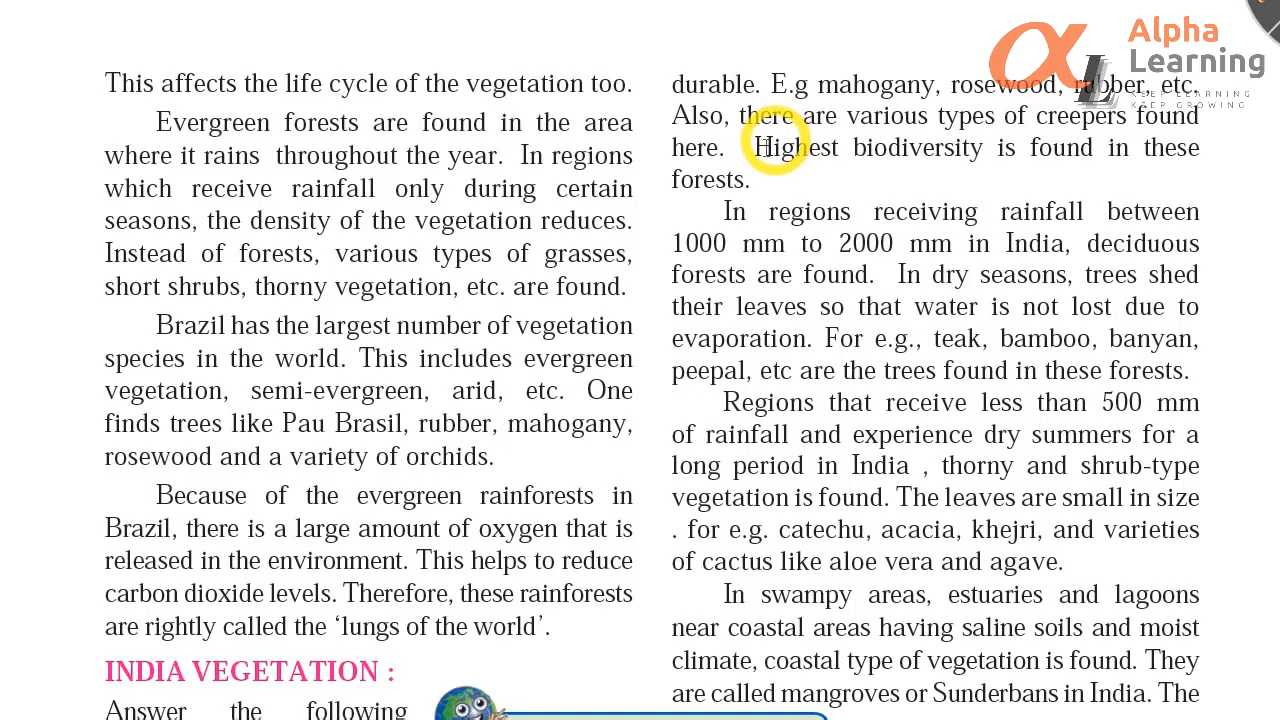 This affects the life cycle of the vegetation too.
Evergreen forests are found in the area
where it rains throughout the year. In regions
which receive rainfall only during certain
seasons, the density of the vegetation reduces.
Instead of forests, various types of grasses,
short shrubs, thorny vegetation, etc. are found.
Brazil has the largest number of vegetation
species in the world. This includes evergreen
vegetation, semi-evergreen, arid, etc. One
finds trees like Pau Brasil, rubber, mahogany,
rosewood and a variety of orchids.
Because of the evergreen rainforests in
Brazil, there is a large amount of oxygen that is
released in the environment. This helps to reduce
carbon dioxide levels. Therefore, these rainforests
are rightly called the ‘lungs of the world’.
INDIA VEGETATION :
Answer the following
durable. E.g mahogany, rosewood, rubber, etc.
Also, there are various types of creepers found
here. Highest biodiversity is found in these
forests.
In regions receiving rainfall between
1000 mm to 2000 mm in India, deciduous
forests are found. In dry seasons, trees shed
their leaves so that water is not lost due to
evaporation. For e.g., teak, bamboo, banyan,
peepal, etc are the trees found in these forests.
Regions that receive less than 500 mm
of rainfall and experience dry summers for a
long period in India , thorny and shrub-type
vegetation is found. The leaves are small in size
. for e.g. catechu, acacia, khejri, and varieties
of cactus like aloe vera and agave.
In swampy areas, estuaries and lagoons
near coastal areas having saline soils and moist
climate, coastal type of vegetation is found. They
are called mangroves or Sunderbans in India. The
Alpha
Learning
KEEP LEARNING
KEEP GROWING